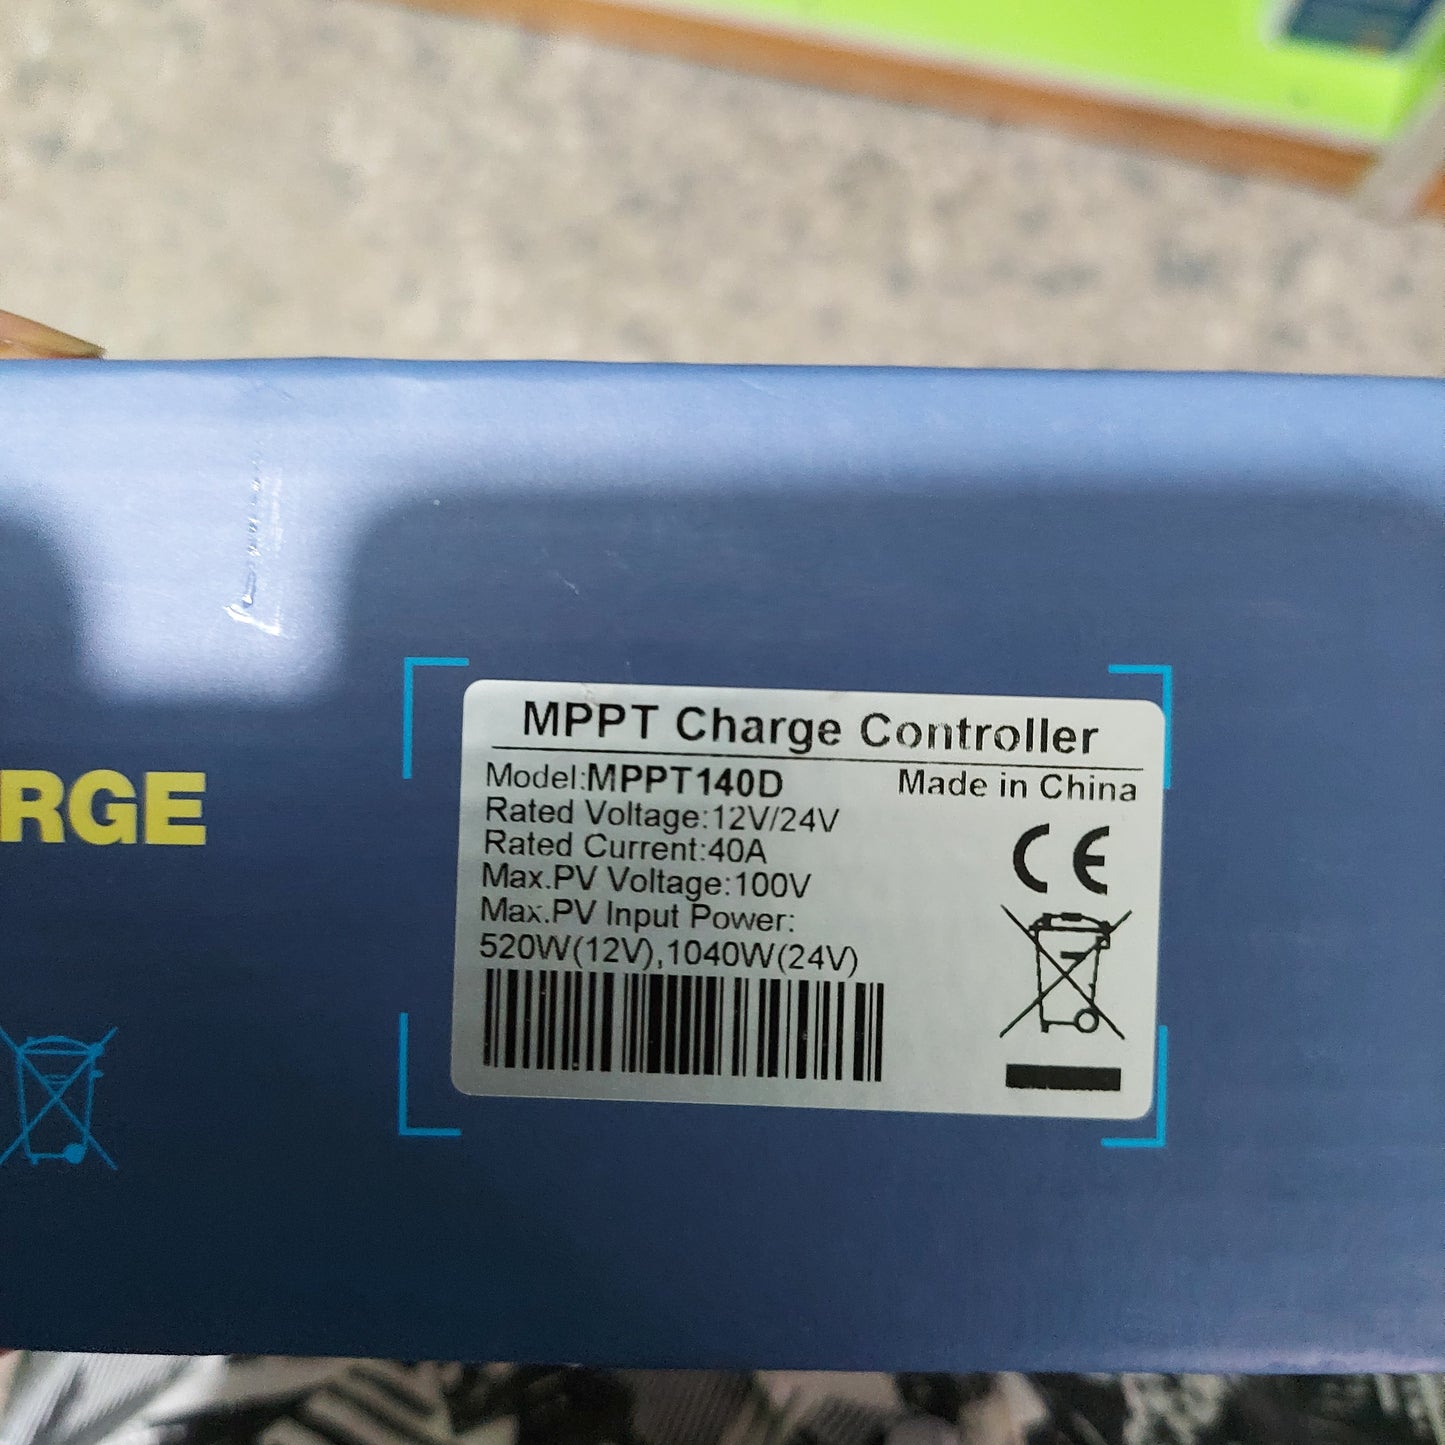 MPPT Charge Controller
Model:MPPT140D
Made in China
Rated Voltage:12V/24V
Rated Current:40A
Max.PV Voltage:100V
Max.PV Input Power:
520W(12V),1040W(24V)
CE
RGE